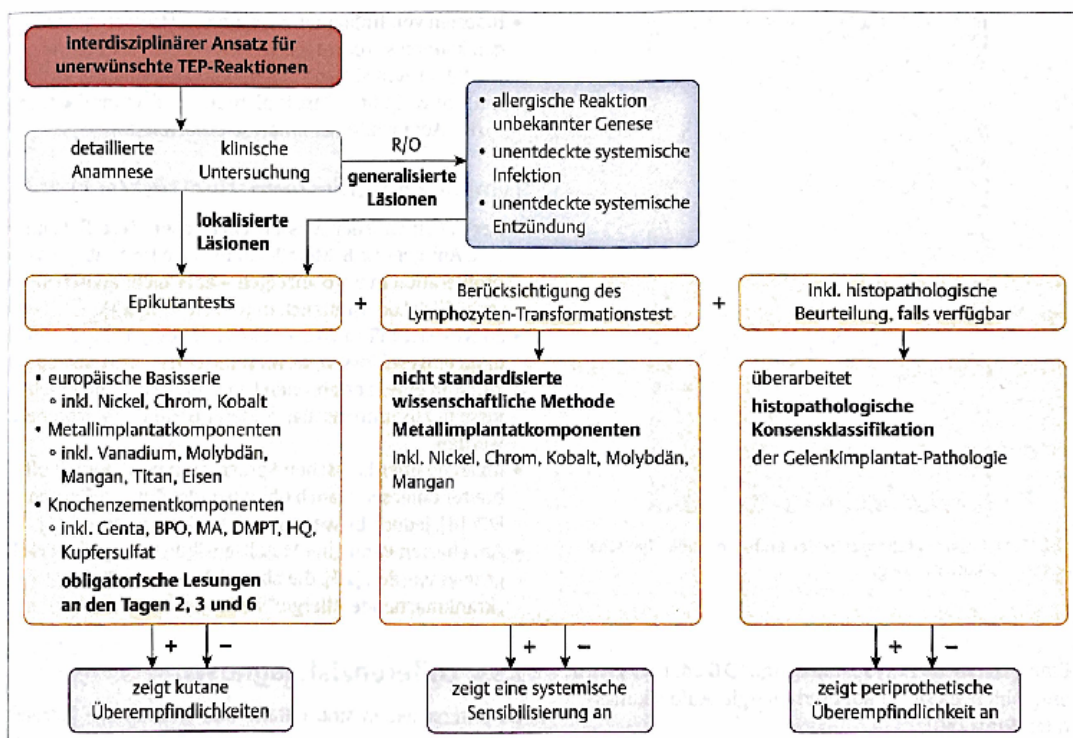 interdisziplinärer Ansatz für
unerwünschte TEP-Reaktionen
detaillierte
Anamnese
klinische
Untersuchung
R/O
generalisierte
Läsionen
• allergische Reaktion
unbekannter Genese
• unentdeckte systemische
Infektion
• unentdeckte systemische
Entzündung
lokalisierte
Läsionen
Epikutantests
+
Berücksichtigung des
Lymphozyten-Transformationstest
+
Inkl. histopathologische
Beurteilung, falls verfügbar
• europäische Basisserie
◦ inkl. Nickel, Chrom, Kobalt
• Metallimplantatkomponenten
◦ inkl. Vanadium, Molybdän,
Mangan, Titan, Eisen
• Knochenzementkomponenten
◦ inkl. Genta, BPO, MA, DMPT, HQ,
Kupfersulfat
obligatorische Lesungen
an den Tagen 2, 3 und 6
nicht standardisierte
wissenschaftliche Methode
Metallimplantatkomponenten
Inkl. Nickel, Chrom, Kobalt, Molybdän,
Mangan
überarbeitet
histopathologische
Konsensklassifikation
der Gelenkimplantat-Pathologie
+ −
zeigt kutane
Überempfindlichkeiten
+ −
zeigt eine systemische
Sensibilisierung an
+ −
zeigt periprothetische
Überempfindlichkeit an